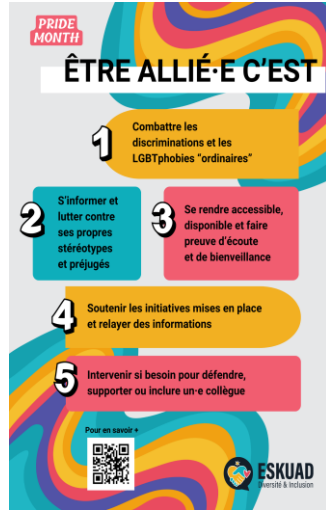 PRIDE
MONTH
ÊTRE ALLIÉ·E C'EST
1
Combattre les
discriminations et les
LGBTphobies “ordinaires”
2
S'informer et
lutter contre
ses propres
stéréotypes
et préjugés
3
Se rendre accessible,
disponible et faire
preuve d'écoute
et de bienveillance
4
Soutenir les initiatives mises en place
et relayer des informations
5
Intervenir si besoin pour défendre,
supporter ou inclure un·e collègue
Pour en savoir +
ESKUAD
Diversité & Inclusion